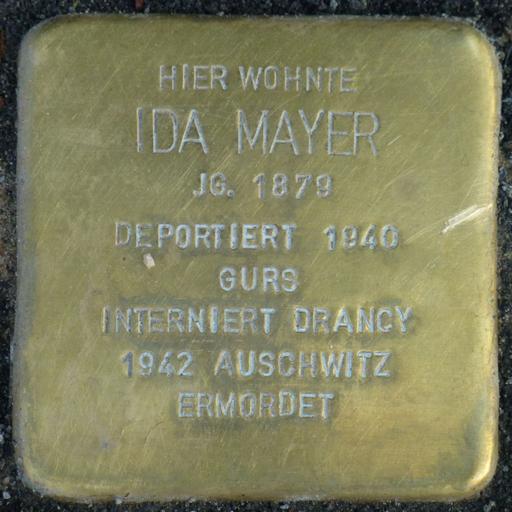 HIER WOHNTE
IDA MAYER
JG. 1879
DEPORTIERT 1940
GURS
INTERNIERT DRANCY
1942 AUSCHWITZ
ERMORDET